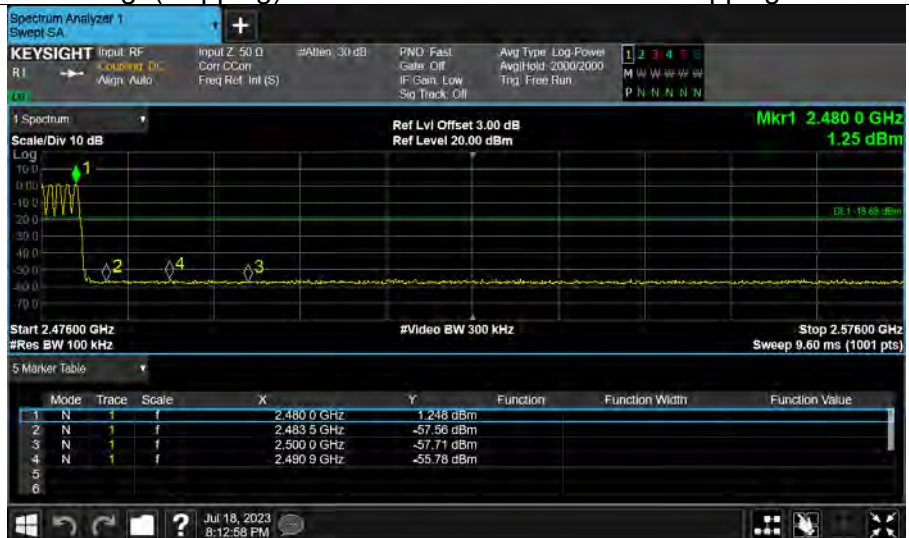 Spectrum Analyzer 1
Swept SA
+
KEYSIGHT Input: RF Input Z: 50 Ω #Atten: 30 dB PNO: Fast Avg Type: Log-Power 1 2 3 4 5 6
Coupling: DC Corr CCorr Gate: Off Avg|Hold: 2000/2000 M W W W W W
Align: Auto Freq Ref: Int (S) IF Gain: Low Trig: Free Run
Sig Track: Off P N N N N N
1 Spectrum
Scale/Div 10 dB
Ref Lvl Offset 3.00 dB
Ref Level 20.00 dBm
Mkr1 2.480 0 GHz
1.25 dBm
Log
10.0
0.00
-10.0
-20.0
-30.0
-40.0
-50.0
-60.0
-70.0
1
2
4
3
DL1 -18.69 dBm
Start 2.47600 GHz
#Res BW 100 kHz
#Video BW 300 kHz
Stop 2.57600 GHz
Sweep 9.60 ms (1001 pts)
5 Marker Table
Mode Trace Scale X Y Function Function Width Function Value
1 N 1 f 2.480 0 GHz 1.248 dBm
2 N 1 f 2.483 5 GHz -57.56 dBm
3 N 1 f 2.500 0 GHz -57.71 dBm
4 N 1 f 2.490 9 GHz -55.78 dBm
5
6
?
Jul 18, 2023
8:12:58 PM